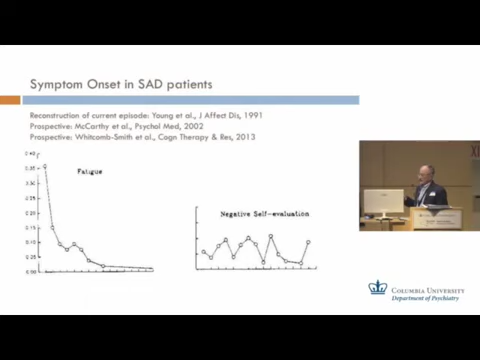 Symptom Onset in SAD patients
Reconstruction of current episode: Young et al., J Affect Dis, 1991
Prospective: McCarthy et al., Psychol Med, 2002
Prospective: Whitcomb-Smith et al., Cogn Therapy & Res, 2013
Fatigue
Negative Self-evaluation
COLUMBIA UNIVERSITY
Department of Psychiatry